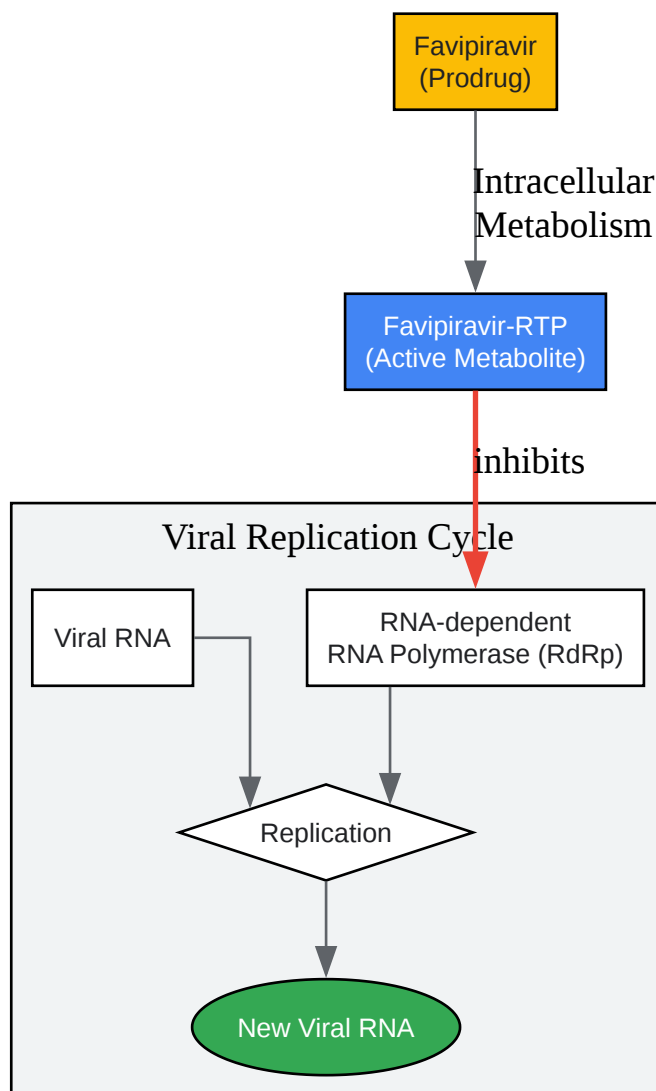 Favipiravir
(Prodrug)
Intracellular
Metabolism
Favipiravir-RTP
(Active Metabolite)
inhibits
Viral Replication Cycle
Viral RNA
RNA-dependent
RNA Polymerase (RdRp)
Replication
New Viral RNA